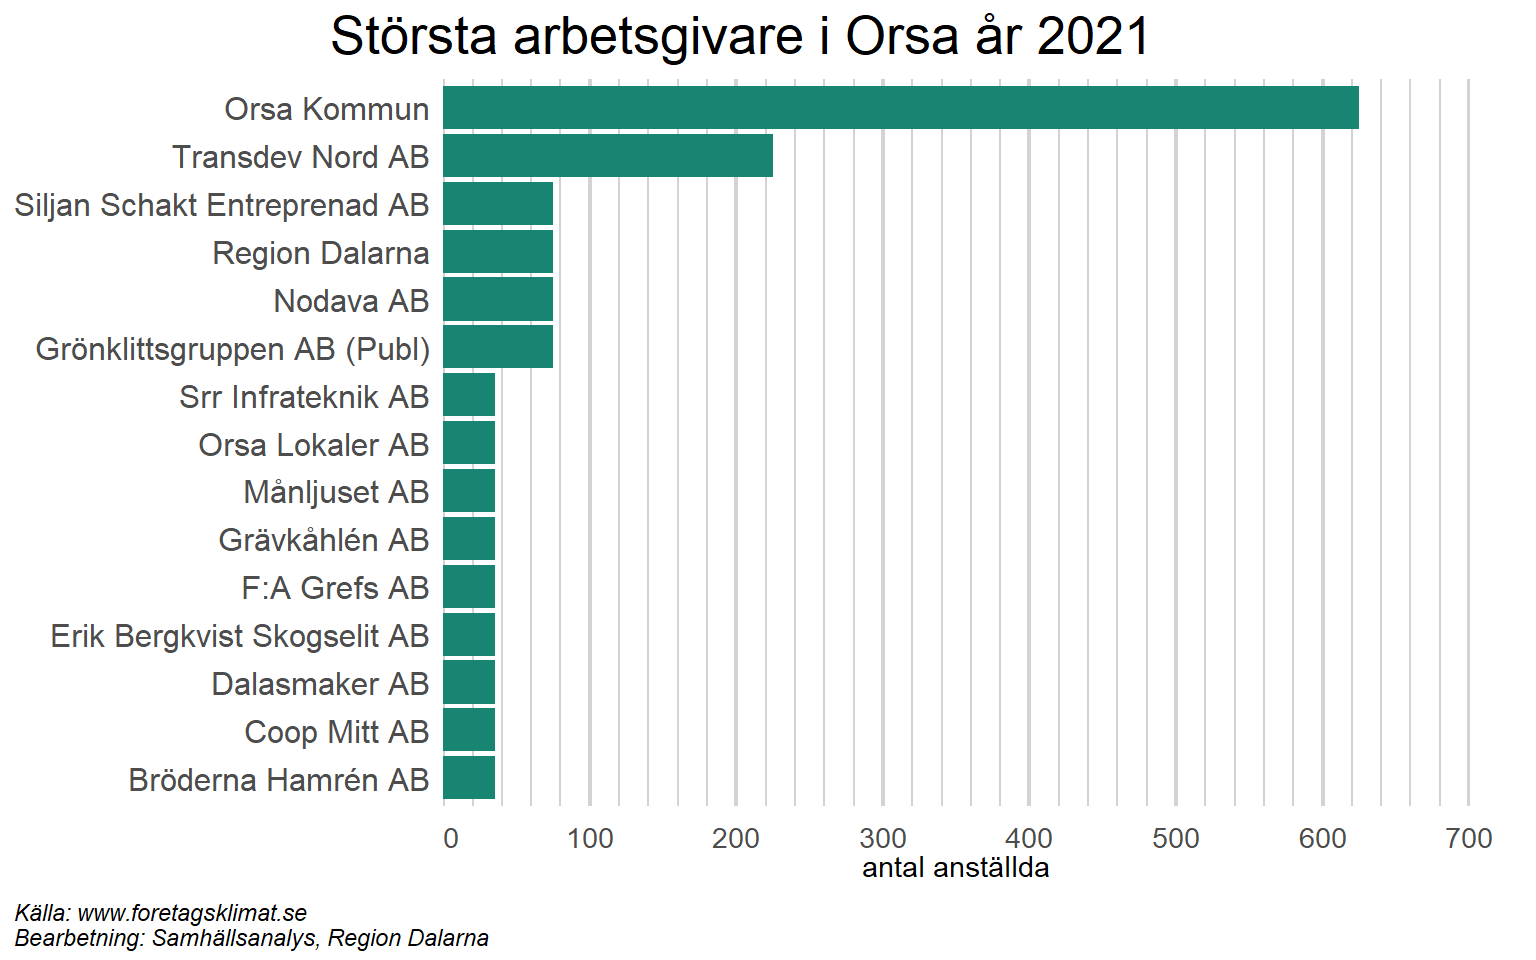 Största arbetsgivare i Orsa år 2021
Orsa Kommun
Transdev Nord AB
Siljan Schakt Entreprenad AB
Region Dalarna
Nodava AB
Grönklittsgruppen AB (Publ)
Srr Infrateknik AB
Orsa Lokaler AB
Månljuset AB
Grävkåhlén AB
F:A Grefs AB
Erik Bergkvist Skogselit AB
Dalasmaker AB
Coop Mitt AB
Bröderna Hamrén AB
0 100 200 300 400 500 600 700
antal anställda
Källa: www.foretagsklimat.se
Bearbetning: Samhällsanalys, Region Dalarna